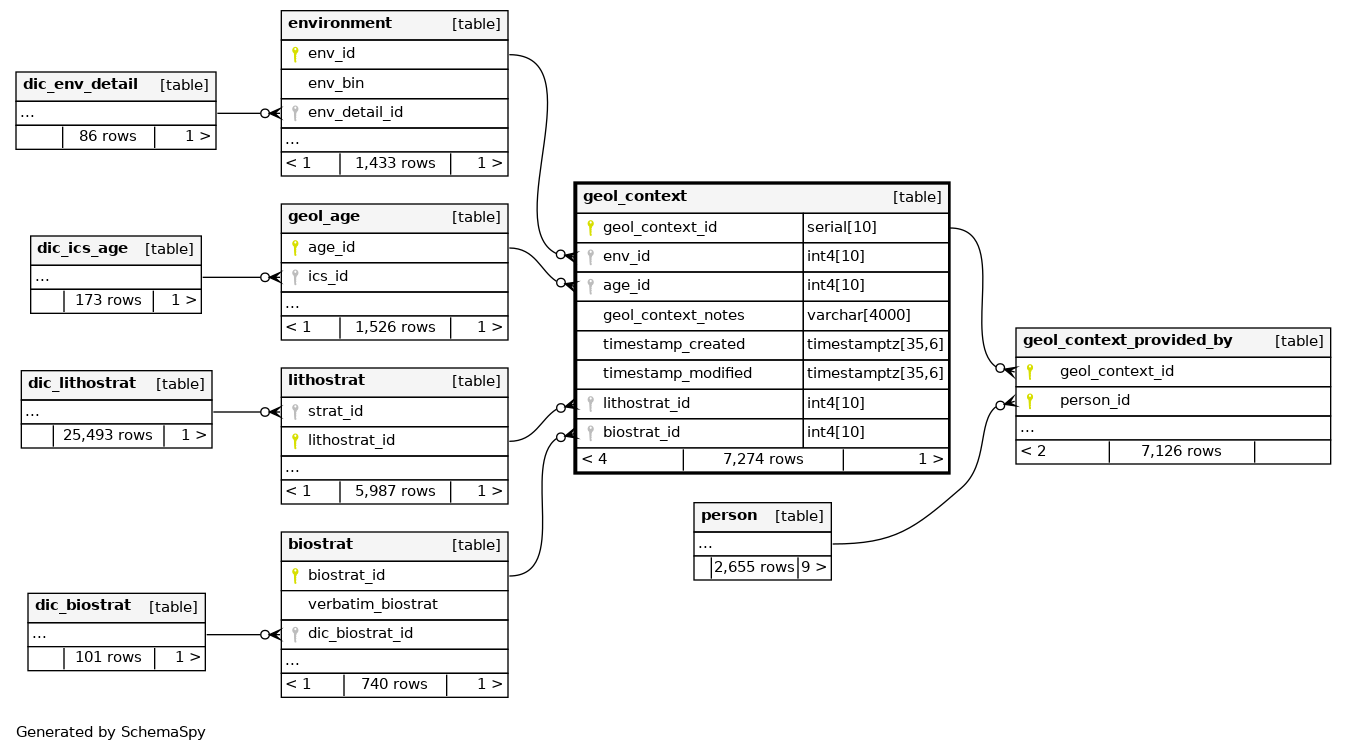 environment [table]
env_id
env_bin
env_detail_id
...
< 1 1,433 rows 1 >
dic_env_detail [table]
...
86 rows 1 >
geol_age [table]
age_id
ics_id
...
< 1 1,526 rows 1 >
dic_ics_age [table]
...
173 rows 1 >
lithostrat [table]
strat_id
lithostrat_id
...
< 1 5,987 rows 1 >
dic_lithostrat [table]
...
25,493 rows 1 >
biostrat [table]
biostrat_id
verbatim_biostrat
dic_biostrat_id
...
< 1 740 rows 1 >
dic_biostrat [table]
...
101 rows 1 >
geol_context [table]
geol_context_id serial[10]
env_id int4[10]
age_id int4[10]
geol_context_notes varchar[4000]
timestamp_created timestamptz[35,6]
timestamp_modified timestamptz[35,6]
lithostrat_id int4[10]
biostrat_id int4[10]
< 4 7,274 rows 1 >
person [table]
...
2,655 rows 9 >
geol_context_provided_by [table]
geol_context_id
person_id
...
< 2 7,126 rows
Generated by SchemaSpy